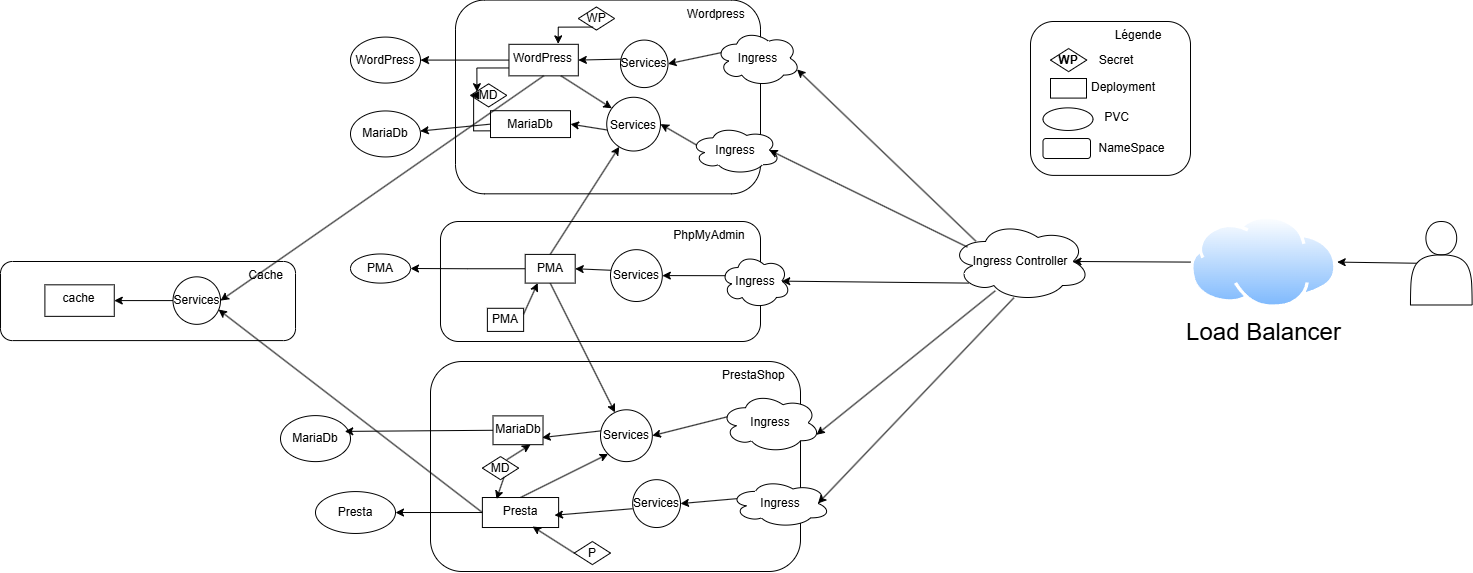 Wordpress
WP
WordPress
WordPress
Services
Ingress
MD
MariaDb
MariaDb
Services
Ingress
Légende
WP
Secret
Deployment
PVC
NameSpace
PhpMyAdmin
PMA
PMA
Services
Ingress
PMA
Ingress Controller
Load Balancer
Cache
cache
Services
PrestaShop
MariaDb
MariaDb
Services
Ingress
MD
Presta
Presta
Services
Ingress
P